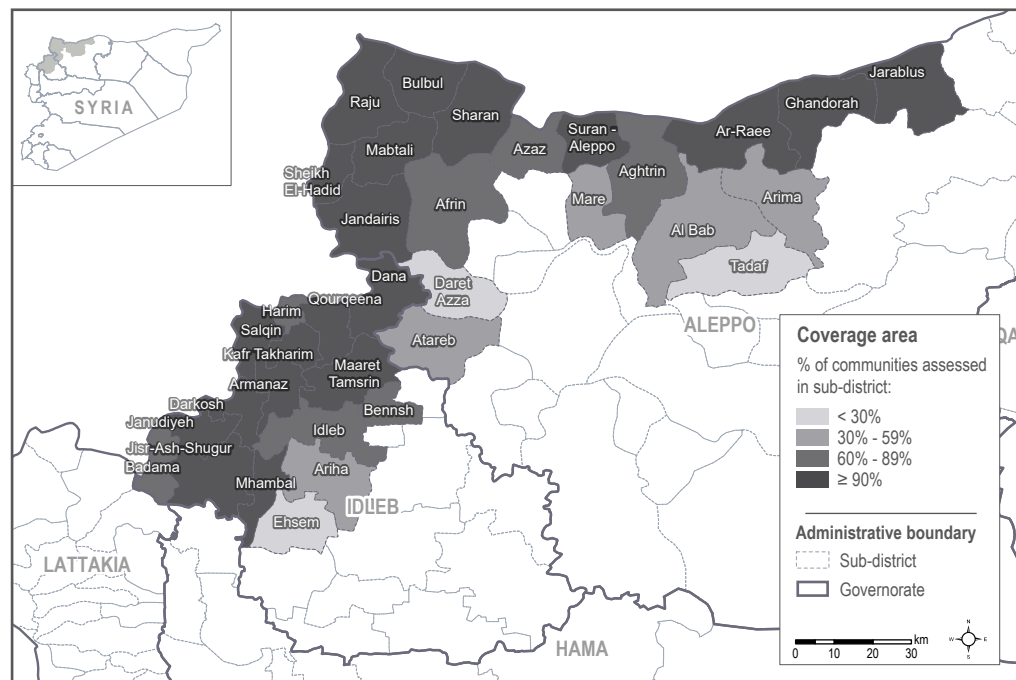 SYRIA
Jarablus
Bulbul
Ghandorah
Raju
Sharan
Suran -
Aleppo
Ar-Raee
Azaz
Mabtali
Aghtrin
Sheikh
El-Hadid
Mare
Arima
Afrin
Jandairis
Al Bab
Tadaf
Dana
Daret
Azza
Qourqeena
Harim
ALEPPO
Salqin
Atareb
Kafr Takharim
Maaret
Tamsrin
Armanaz
Darkosh
Bennsh
Janudiyeh
Idleb
Jisr-Ash-Shugur
Badama
Ariha
Mhambal
IDLIEB
Ehsem
LATTAKIA
HAMA
QA
Coverage area
% of communities assessed
in sub-district:
< 30%
30% - 59%
60% - 89%
≥ 90%
Administrative boundary
Sub-district
Governorate
km
0 10 20 30
N
W E
S